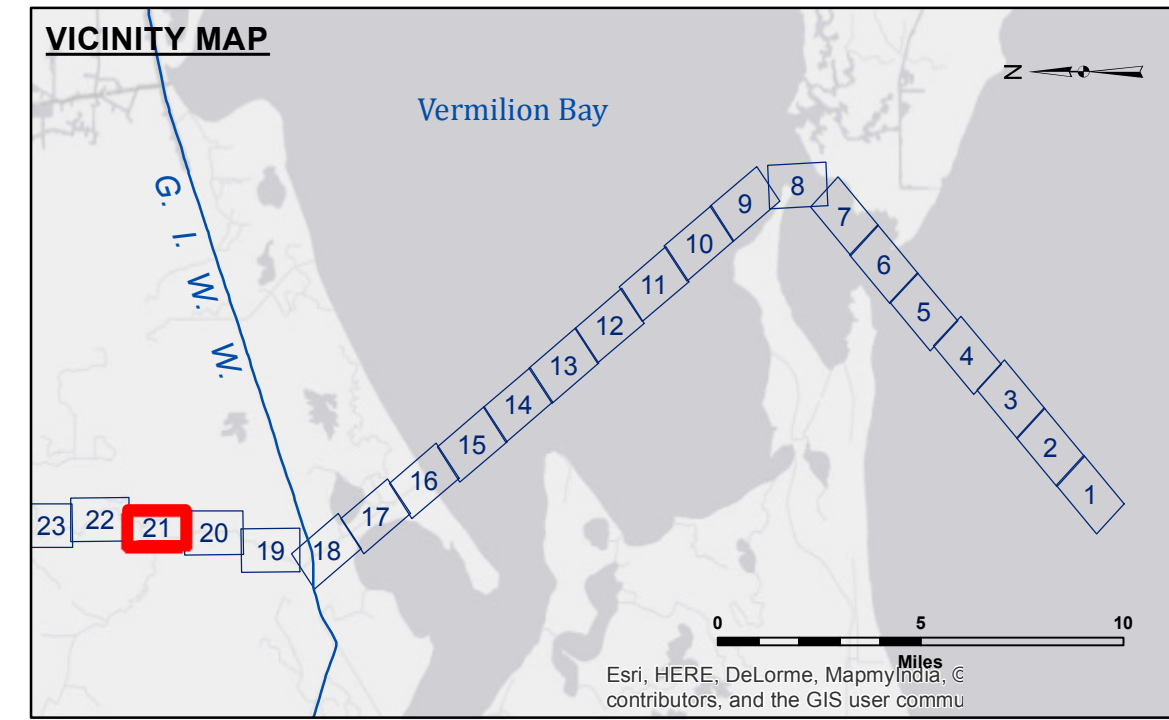 VICINITY MAP
N
Vermilion Bay
G. I. W. W.
8
9
7
10
6
11
5
12
4
13
3
14
2
15
1
16
17
18
19
20
21
22
23
0 5 10
Miles
Esri, HERE, DeLorme, MapmyIndia, ©
contributors, and the GIS user commu